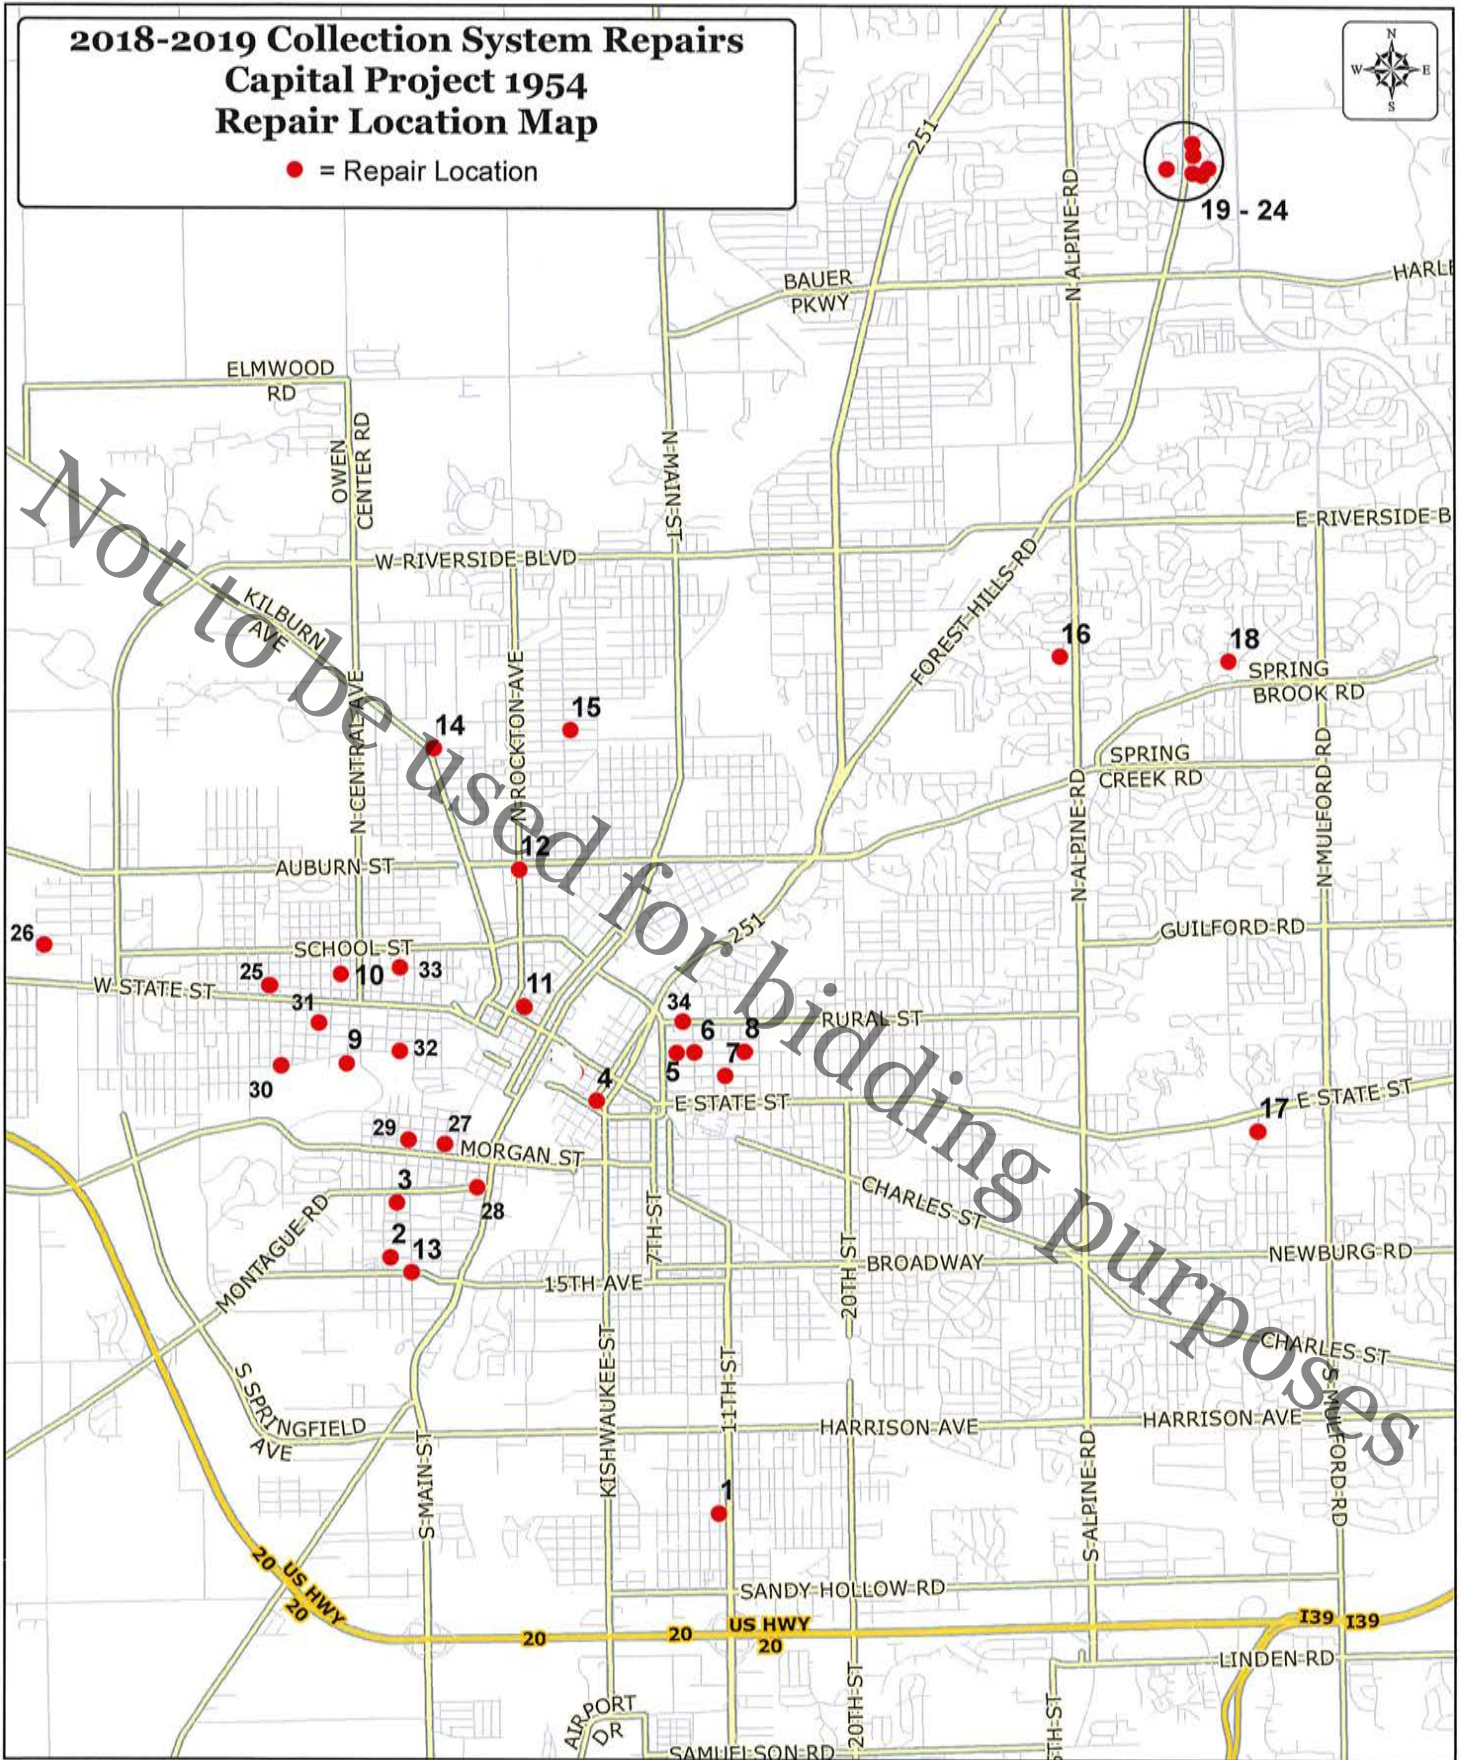 2018-2019 Collection System Repairs
Capital Project 1954
Repair Location Map
= Repair Location
N
W E
S
251
N ALPINE RD
19 - 24
BAUER
PKWY
HARLE
ELMWOOD
RD
OWEN
CENTER RD
N MAIN ST
E RIVERSIDE B
W RIVERSIDE BLVD
KILBURN
AVE
FOREST HILLS RD
16
18
SPRING
BROOK RD
N CENTRAL AVE
N ROCKTON AVE
15
14
SPRING
CREEK RD
N ALPINE RD
N MULFORD RD
12
AUBURN ST
251
GUILFORD RD
26
SCHOOL ST
25
10
33
W STATE ST
31
11
34
RURAL ST
9
32
6
8
5
7
30
4
E STATE ST
E STATE ST
17
29
27
MORGAN ST
3
28
CHARLES ST
7TH ST
2
13
MONTAGUE RD
20TH ST
BROADWAY
NEWBURG RD
15TH AVE
CHARLES ST
S SPRINGFIELD
AVE
KISHWAUKEE ST
11TH ST
HARRISON AVE
HARRISON AVE
S MULFORD RD
S MAIN ST
S ALPINE RD
1
20
US HWY
20
SANDY HOLLOW RD
20
20
US HWY
20
I39
I39
LINDEN RD
AIRPORT
DR
20TH ST
5TH ST
SAMUELSON RD
Not to be used for bidding purposes